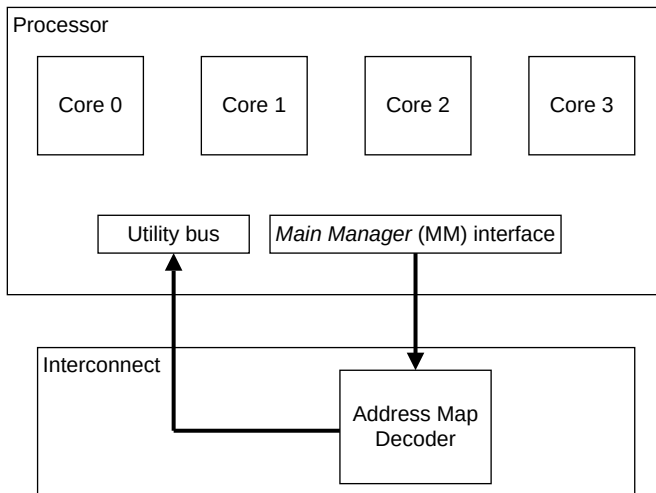 Processor
Core 0
Core 1
Core 2
Core 3
Utility bus
Main Manager (MM) interface
Interconnect
Address Map
Decoder